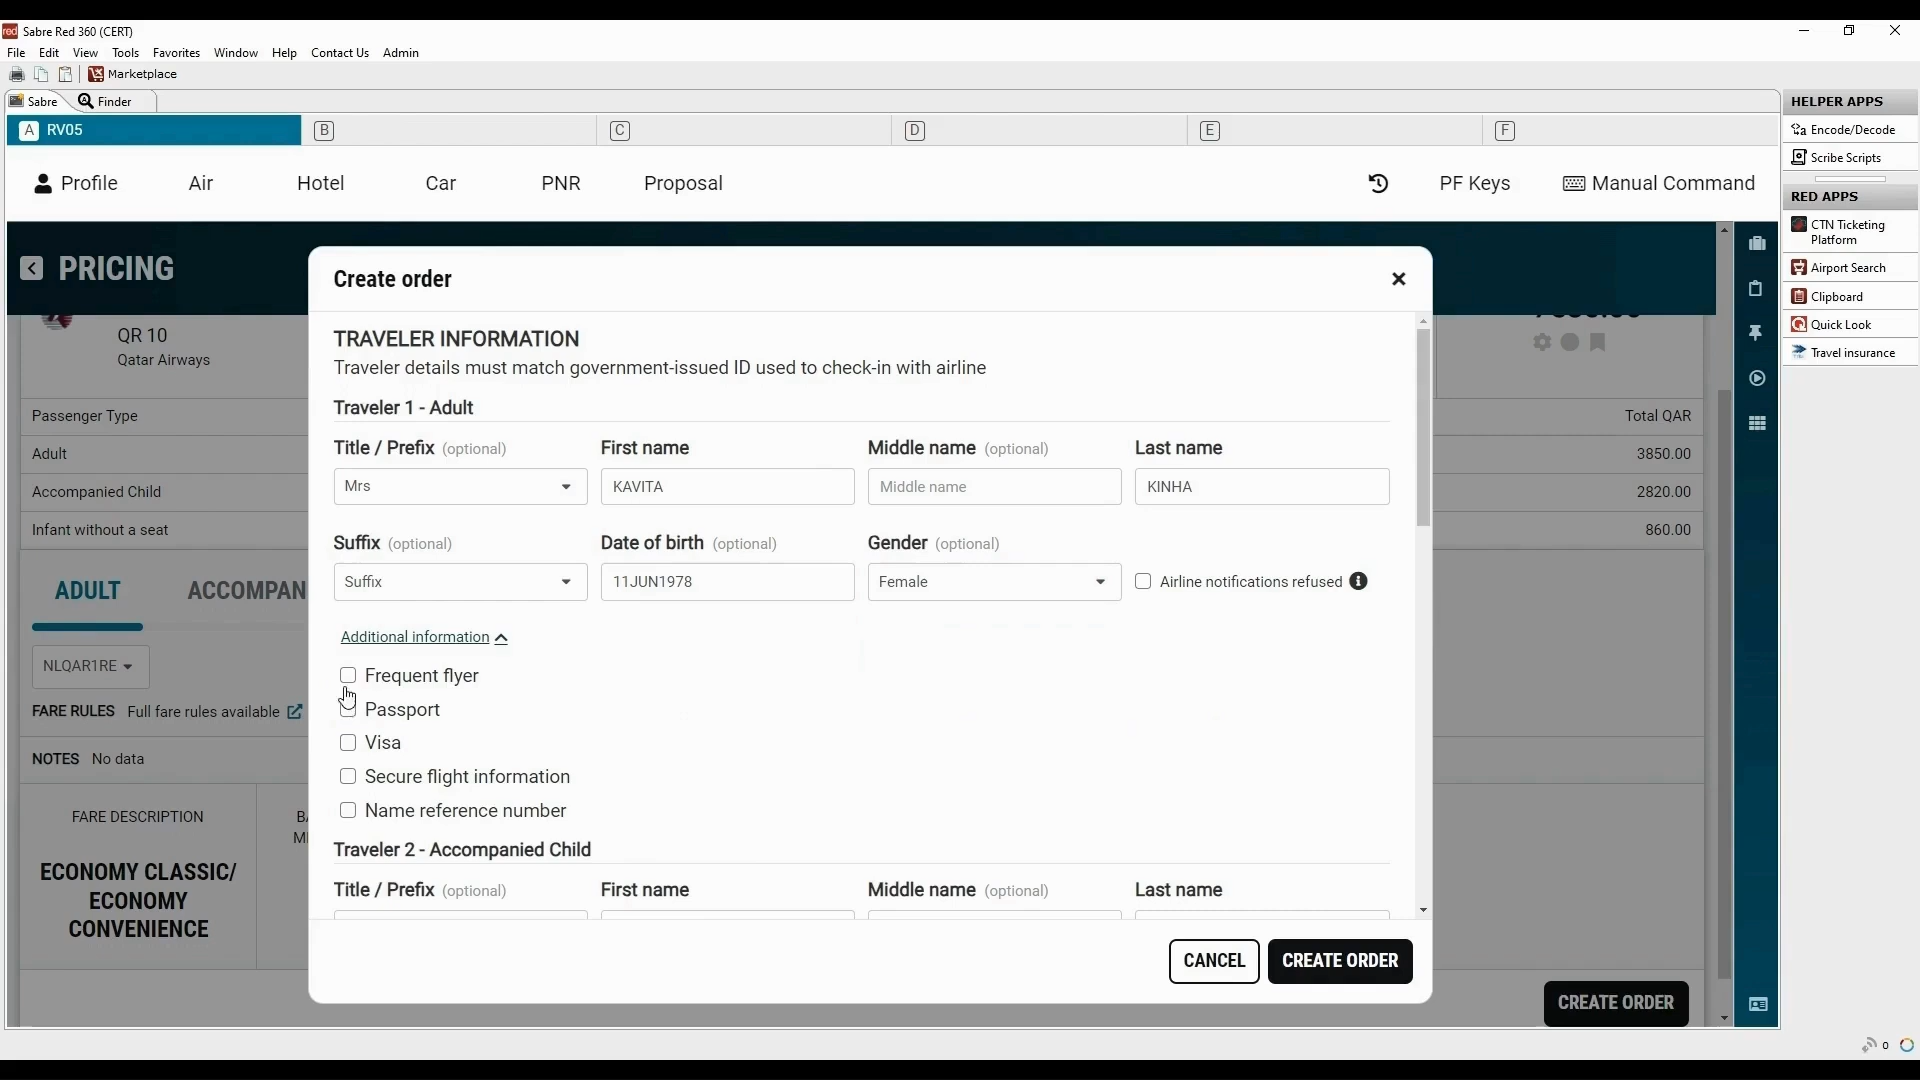 Sabre Red 360 (CERT)
File Edit View Tools Favorites Window Help Contact Us Admin
Marketplace
Sabre Finder
A RV05 B C D E F
Profile Air Hotel Car PNR Proposal PF Keys Manual Command
HELPER APPS
Encode/Decode
Scribe Scripts
RED APPS
CTN Ticketing
Platform
Airport Search
Clipboard
Quick Look
Travel insurance
PRICING
QR 10
Qatar Airways
Passenger Type Total QAR
Adult 3850.00
Accompanied Child 2820.00
Infant without a seat 860.00
ADULT ACCOMPAN
NLQAR1RE
FARE RULES Full fare rules available
NOTES No data
FARE DESCRIPTION
ECONOMY CLASSIC/
ECONOMY
CONVENIENCE
CREATE ORDER
Create order
TRAVELER INFORMATION
Traveler details must match government-issued ID used to check-in with airline
Traveler 1 - Adult
Title / Prefix (optional) First name Middle name (optional) Last name
Mrs KAVITA Middle name KINHA
Suffix (optional) Date of birth (optional) Gender (optional)
Suffix 11JUN1978 Female Airline notifications refused
Additional information
Frequent flyer
Passport
Visa
Secure flight information
Name reference number
Traveler 2 - Accompanied Child
Title / Prefix (optional) First name Middle name (optional) Last name
CANCEL CREATE ORDER
0